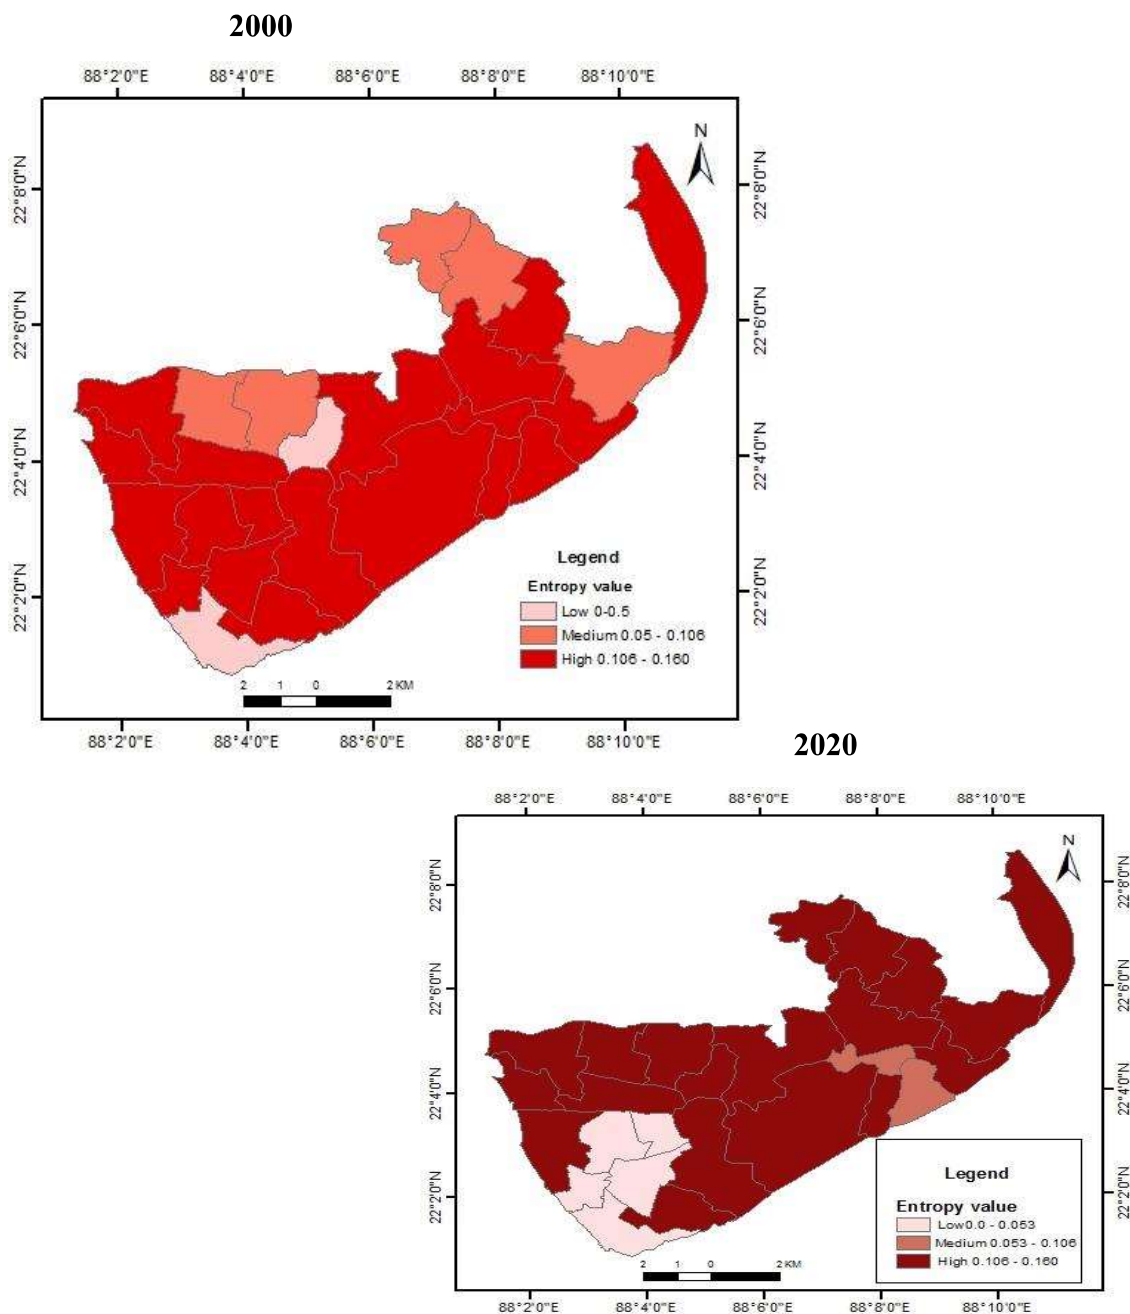 2000
88°2'0"E 88°4'0"E 88°6'0"E 88°8'0"E 88°10'0"E
N
22°8'0"N 22°8'0"N
22°6'0"N 22°6'0"N
22°4'0"N 22°4'0"N
22°2'0"N 22°2'0"N
Legend
Entropy value
Low 0-0.5
Medium 0.05 - 0.106
High 0.106 - 0.160
2 1 0 2 KM
88°2'0"E 88°4'0"E 88°6'0"E 88°8'0"E 88°10'0"E
2020
88°2'0"E 88°4'0"E 88°6'0"E 88°8'0"E 88°10'0"E
N
22°8'0"N 22°8'0"N
22°6'0"N 22°6'0"N
22°4'0"N 22°4'0"N
22°2'0"N 22°2'0"N
Legend
Entropy value
Low0.0 - 0.053
Medium 0.053 - 0.106
High 0.106 - 0.160
2 1 0 2 KM
88°2'0"E 88°4'0"E 88°6'0"E 88°8'0"E 88°10'0"E